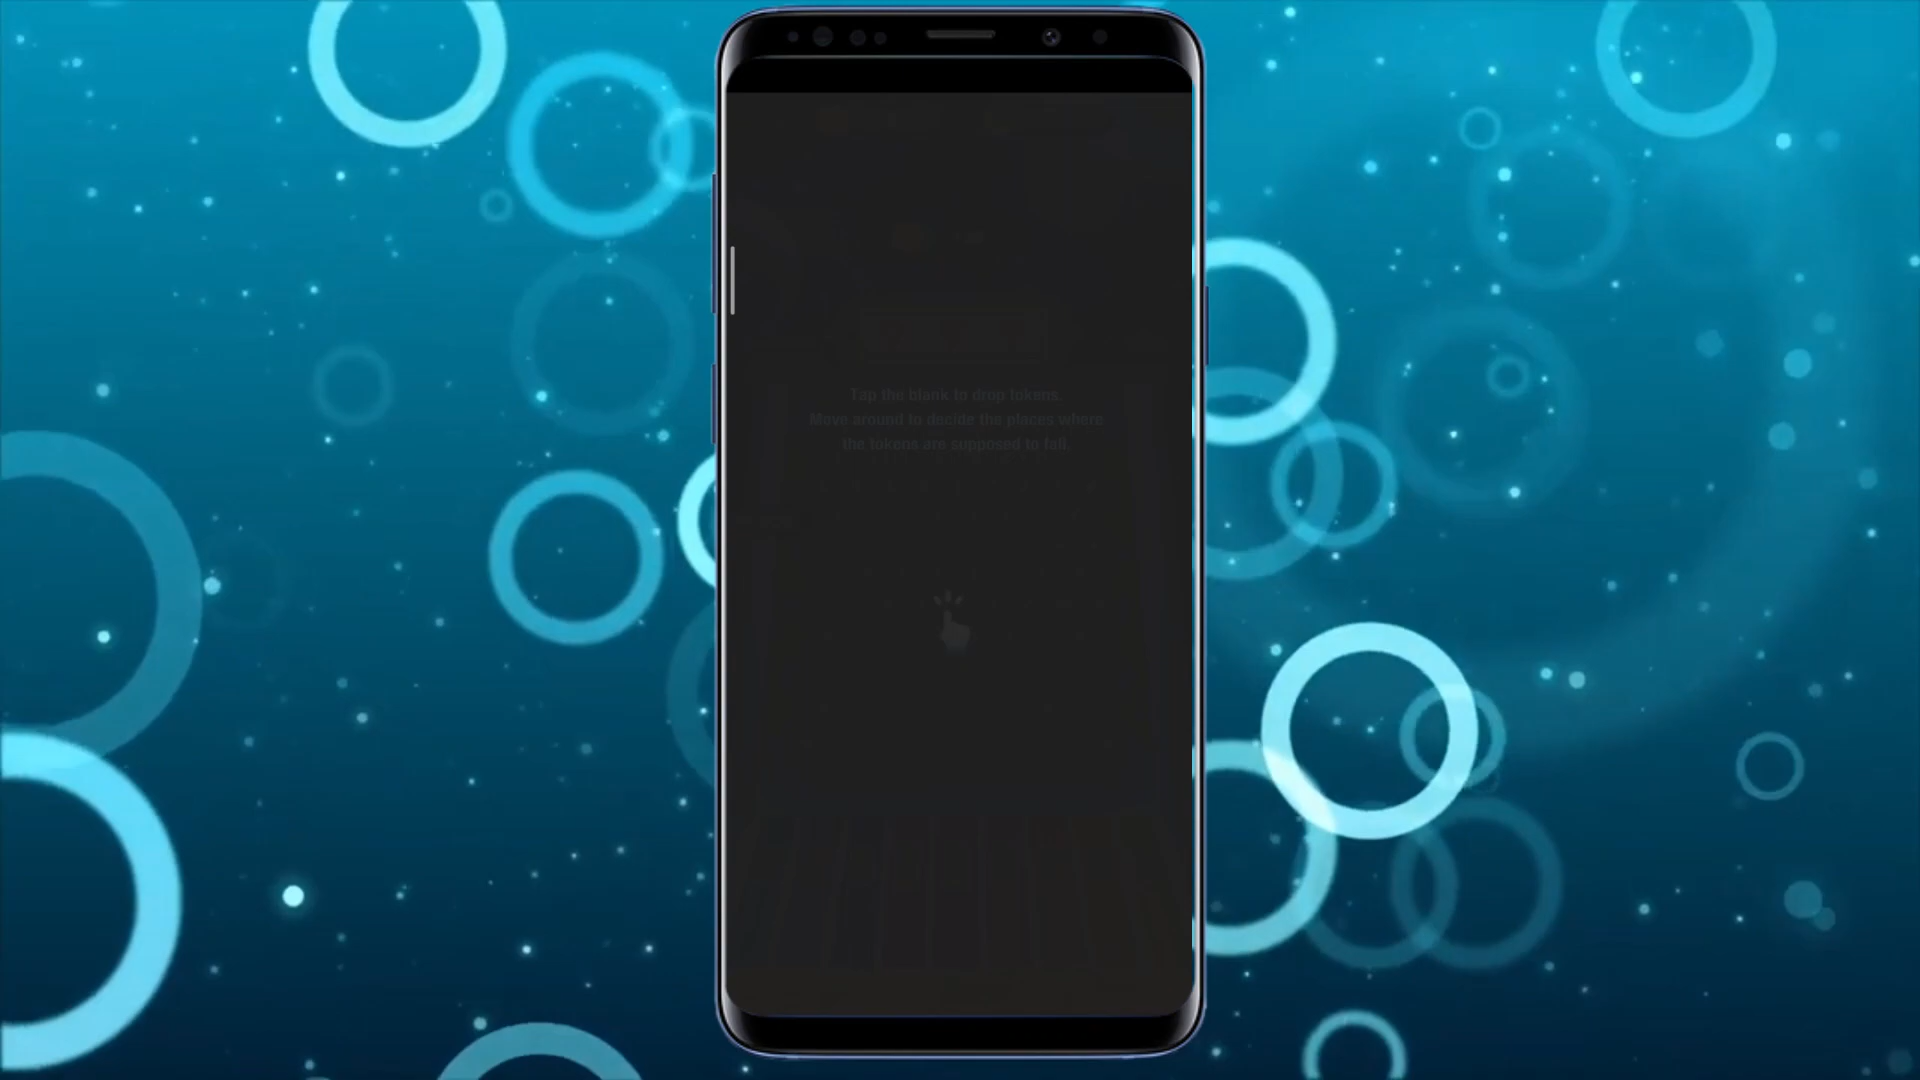 Tap the blank to drop tokens.
Move around to decide the places where
the tokens are supposed to fall.